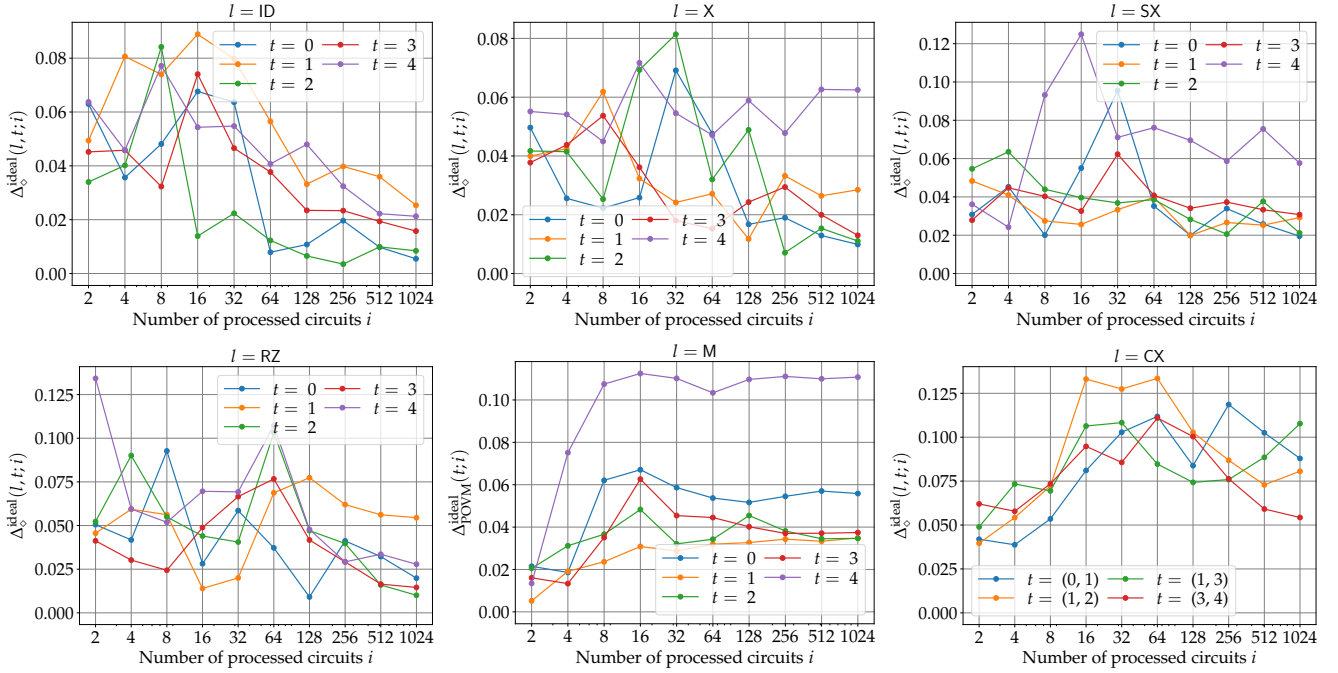 l = ID
0.08
0.06
0.04
0.02
0.00
Δ◇^ideal(l, t; i)
t = 0
t = 1
t = 2
t = 3
t = 4
2 4 8 16 32 64 128 256 512 1024
Number of processed circuits i
l = X
0.08
0.06
0.04
0.02
0.00
Δ◇^ideal(l, t; i)
t = 0
t = 1
t = 2
t = 3
t = 4
2 4 8 16 32 64 128 256 512 1024
Number of processed circuits i
l = SX
0.12
0.10
0.08
0.06
0.04
0.02
0.00
Δ◇^ideal(l, t; i)
t = 0
t = 1
t = 2
t = 3
t = 4
2 4 8 16 32 64 128 256 512 1024
Number of processed circuits i
l = RZ
0.125
0.100
0.075
0.050
0.025
0.000
Δ◇^ideal(l, t; i)
t = 0
t = 1
t = 2
t = 3
t = 4
2 4 8 16 32 64 128 256 512 1024
Number of processed circuits i
l = M
0.10
0.08
0.06
0.04
0.02
0.00
Δ_POVM^ideal(t; i)
t = 0
t = 1
t = 2
t = 3
t = 4
2 4 8 16 32 64 128 256 512 1024
Number of processed circuits i
l = CX
0.125
0.100
0.075
0.050
0.025
0.000
Δ◇^ideal(l, t; i)
t = (0, 1)
t = (1, 2)
t = (1, 3)
t = (3, 4)
2 4 8 16 32 64 128 256 512 1024
Number of processed circuits i